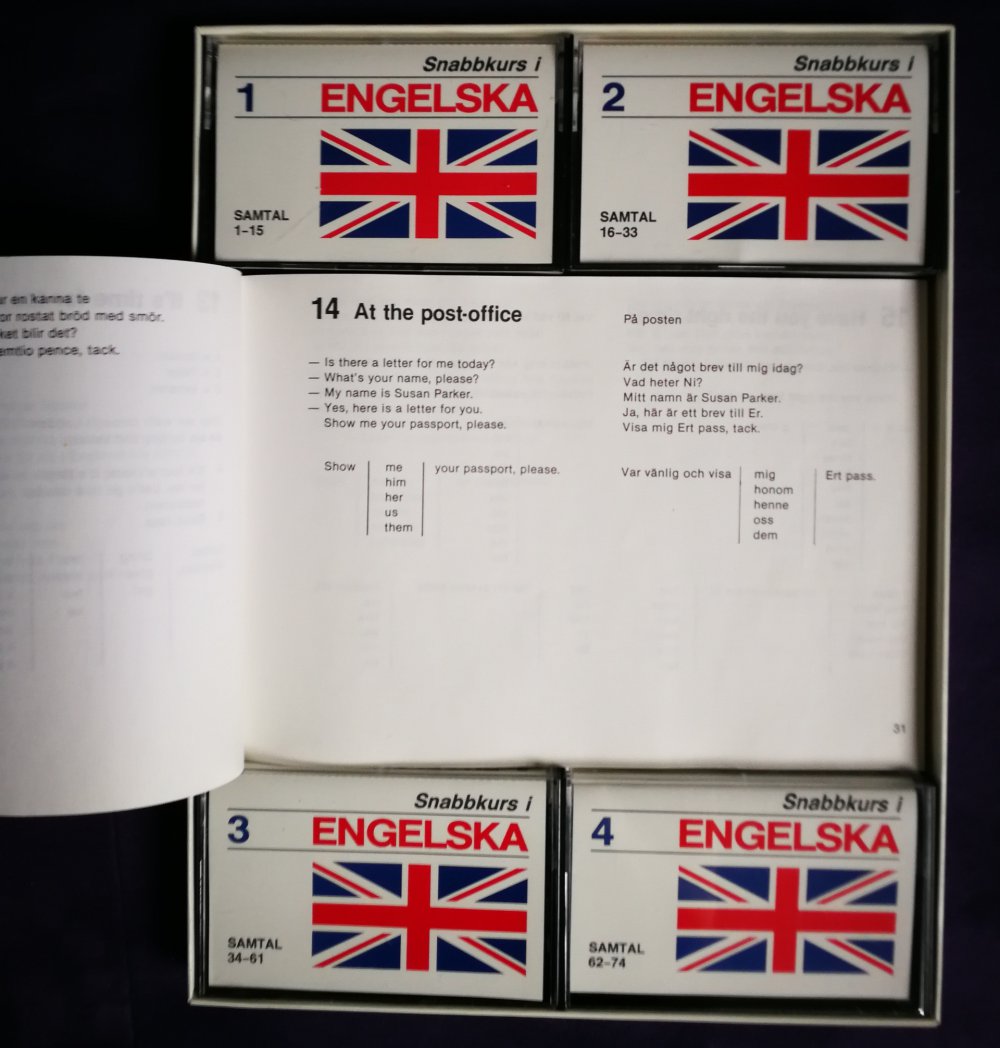 Snabbkurs i
1 ENGELSKA
SAMTAL
1–15
Snabbkurs i
2 ENGELSKA
SAMTAL
16–33
en kanna te
rostat bröd med smör.
blir det?
pence, tack.
14 At the post-office
— Is there a letter for me today?
— What's your name, please?
— My name is Susan Parker.
— Yes, here is a letter for you.
Show me your passport, please.
Show me your passport, please.
him
her
us
them
På posten
Är det något brev till mig idag?
Vad heter Ni?
Mitt namn är Susan Parker.
Ja, här är ett brev till Er.
Visa mig Ert pass, tack.
Var vänlig och visa mig Ert pass.
honom
henne
oss
dem
31
Snabbkurs i
3 ENGELSKA
SAMTAL
34–61
Snabbkurs i
4 ENGELSKA
SAMTAL
62–74